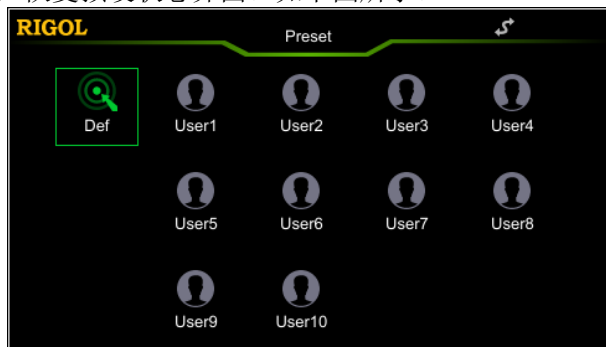 RIGOL
Preset
Def User1 User2 User3 User4
User5 User6 User7 User8
User9 User10